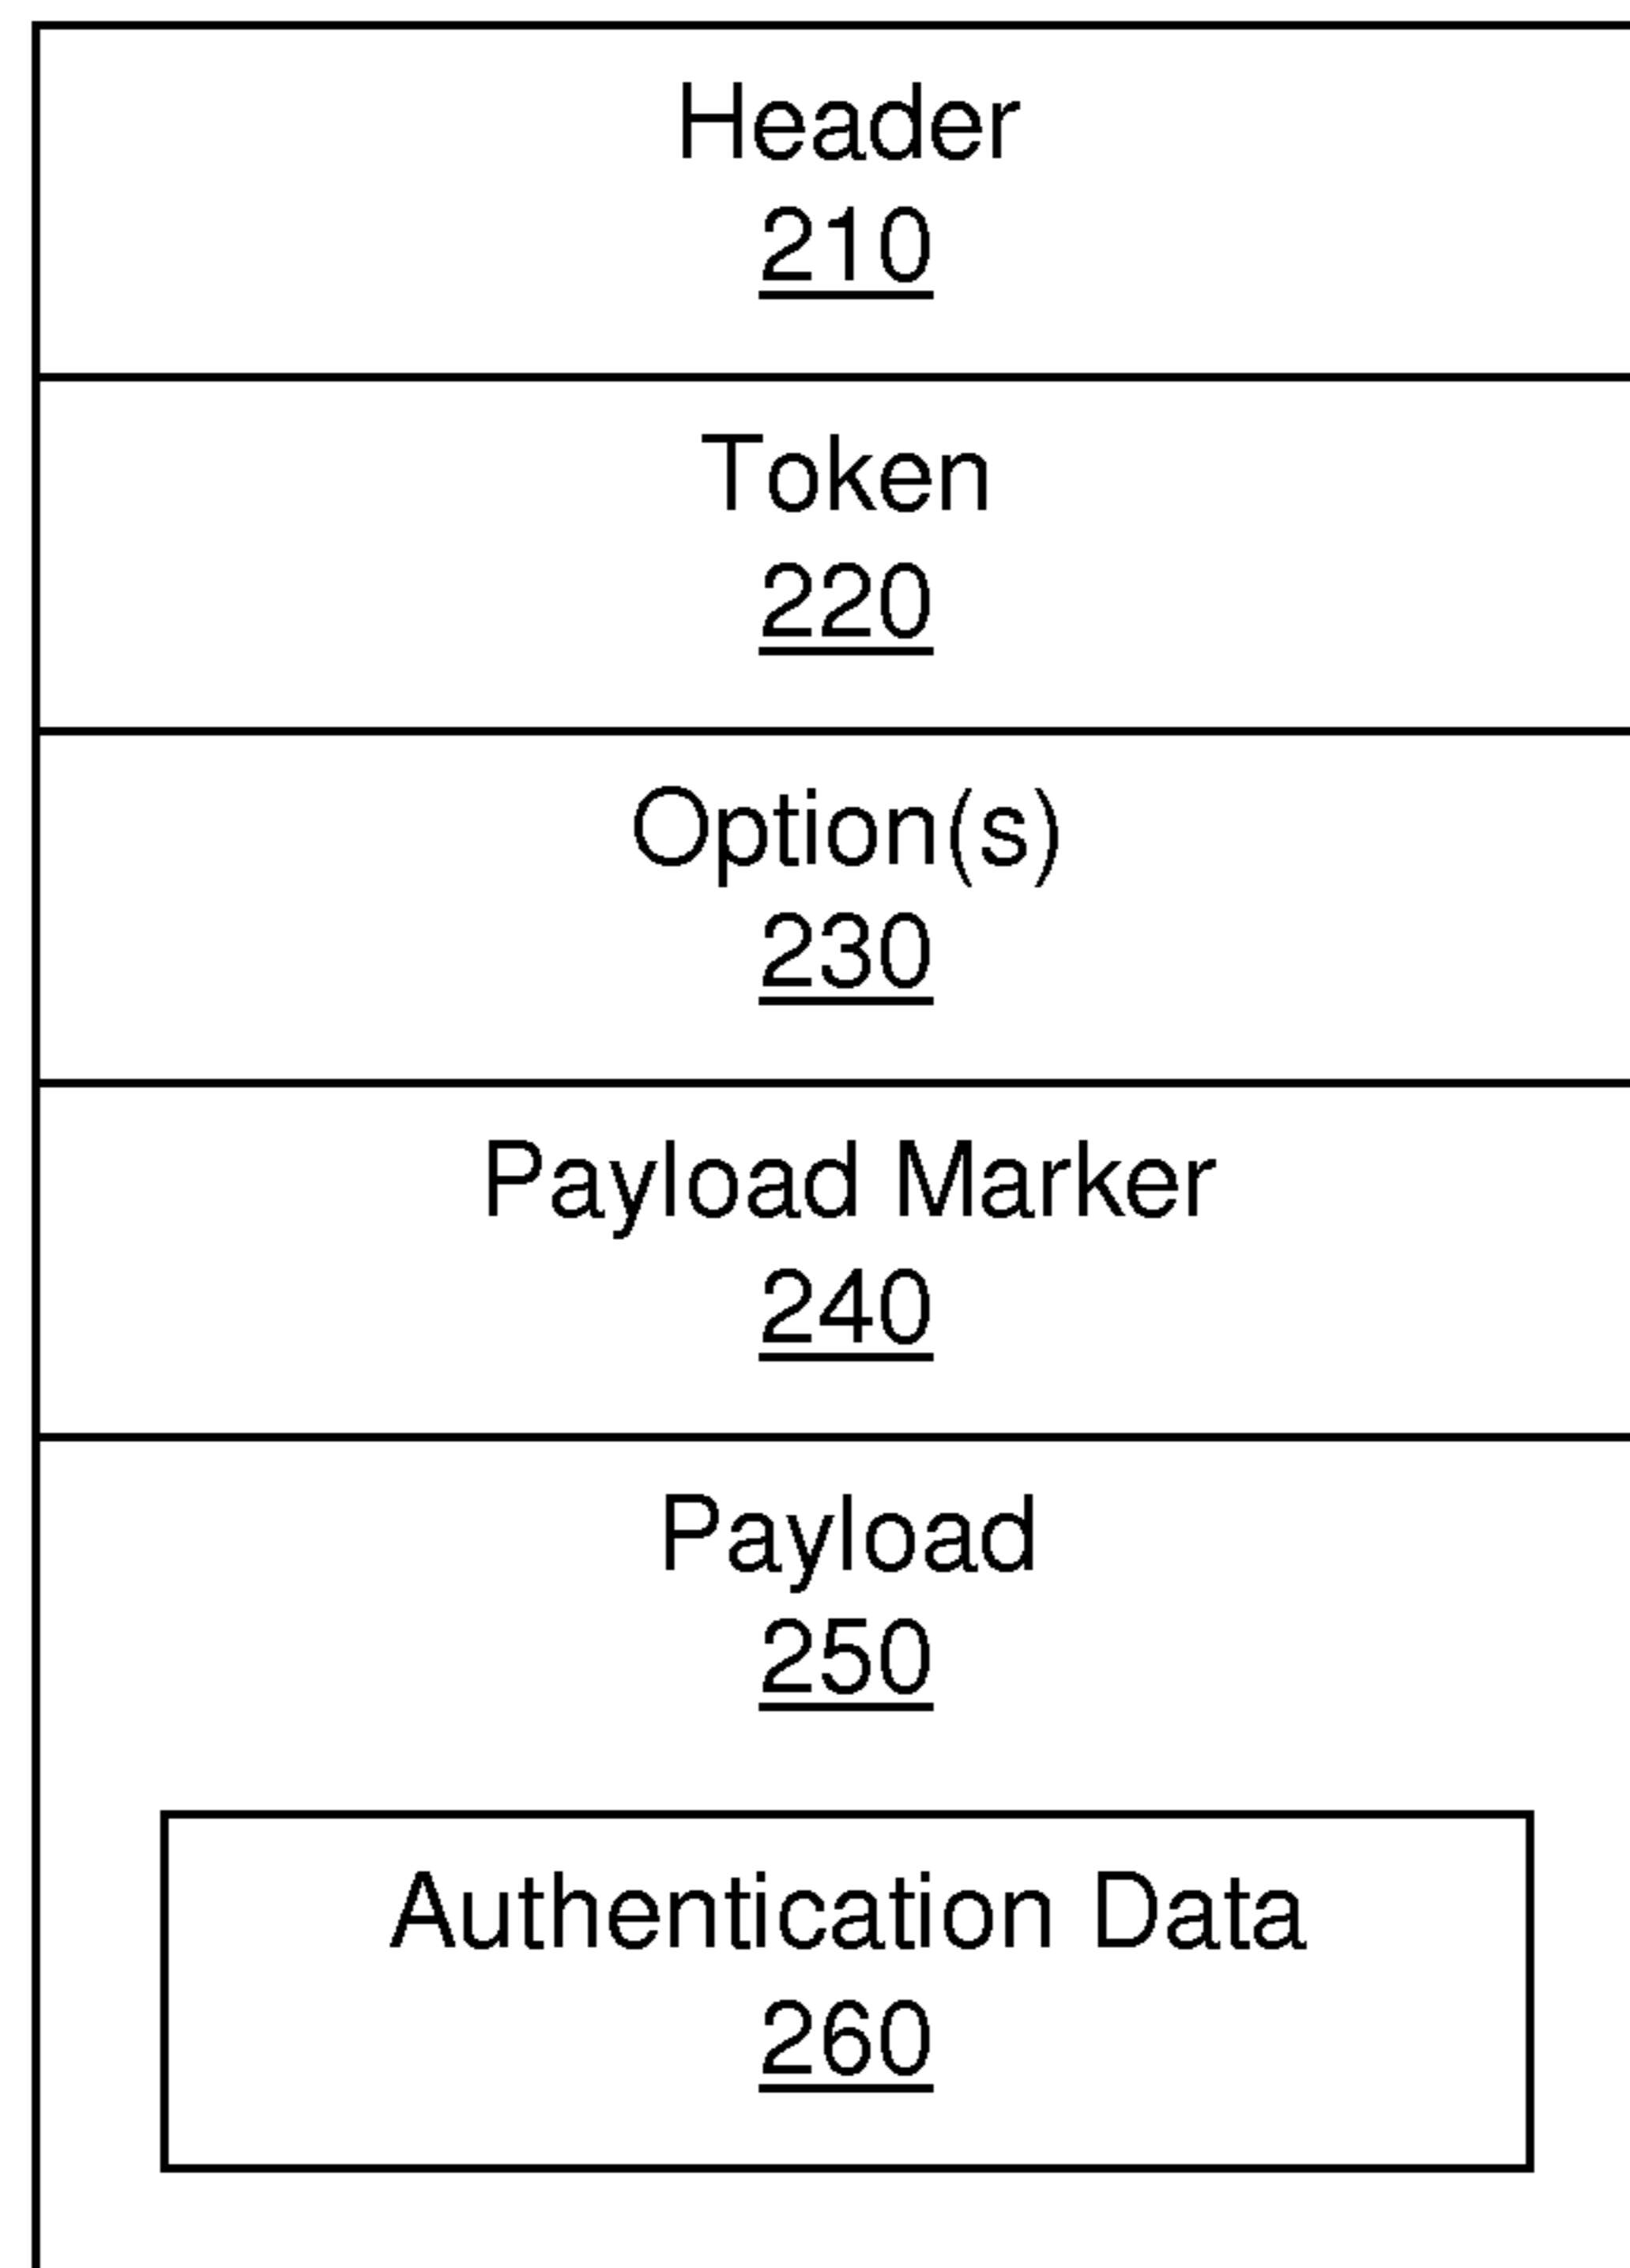 Header
210
Token
220
Option(s)
230
Payload Marker
240
Payload
250
Authentication Data
260